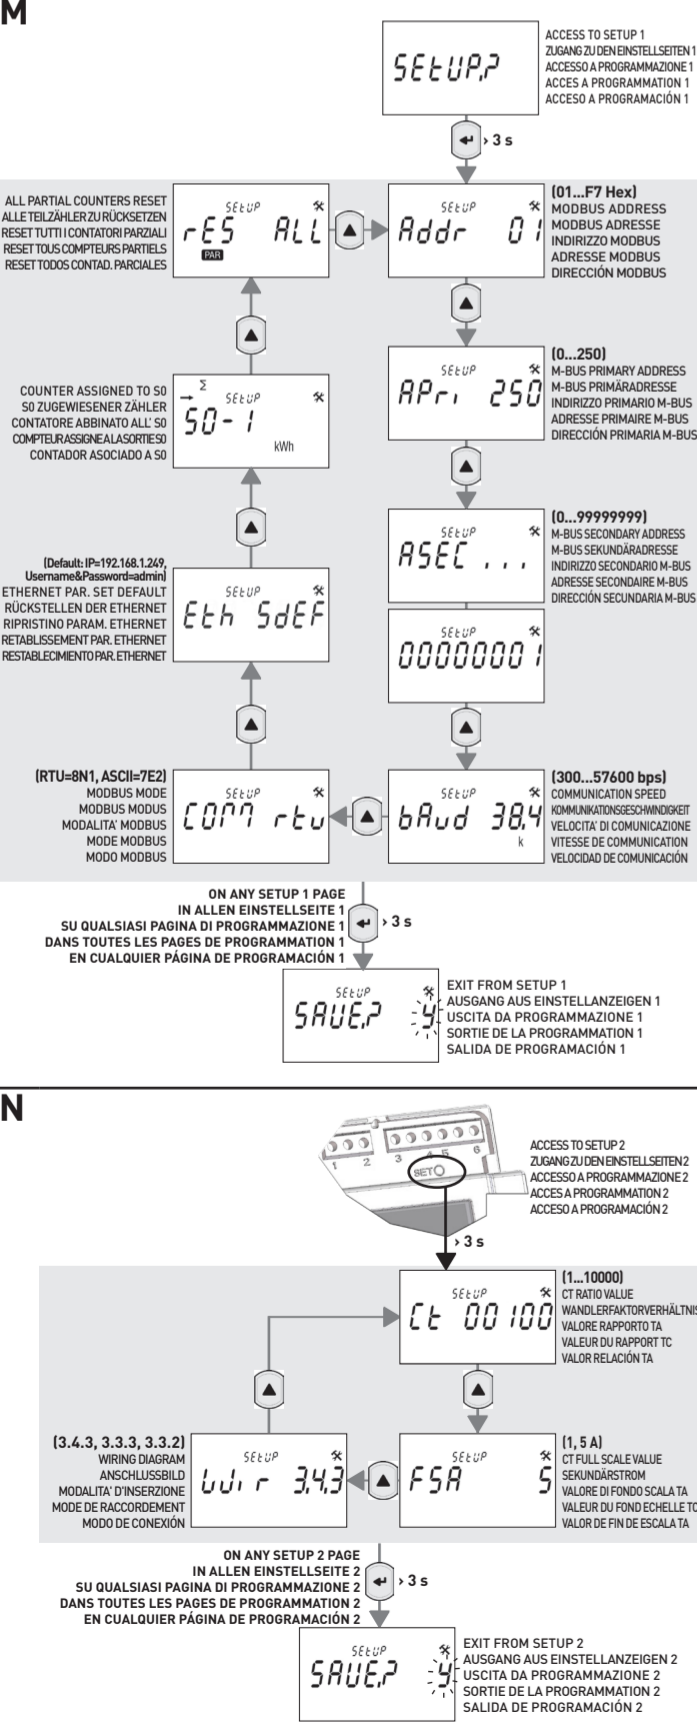 M
SEtUP.?
ACCESS TO SETUP 1
ZUGANG ZU DEN EINSTELLSEITEN 1
ACCESSO A PROGRAMMAZIONE 1
ACCES A PROGRAMMATION 1
ACCESO A PROGRAMACIÓN 1
› 3 s
ALL PARTIAL COUNTERS RESET
ALLE TEILZÄHLER ZU RÜCKSETZEN
RESET TUTTI I CONTATORI PARZIALI
RESET TOUS COMPTEURS PARTIELS
RESET TODOS CONTAD. PARCIALES
SEtUP
rES ALL
PAR
SEtUP
Addr 01
(01...F7 Hex)
MODBUS ADDRESS
MODBUS ADRESSE
INDIRIZZO MODBUS
ADRESSE MODBUS
DIRECCIÓN MODBUS
SEtUP
APri 250
(0...250)
M-BUS PRIMARY ADDRESS
M-BUS PRIMÄRADRESSE
INDIRIZZO PRIMARIO M-BUS
ADRESSE PRIMAIRE M-BUS
DIRECCIÓN PRIMARIA M-BUS
COUNTER ASSIGNED TO S0
S0 ZUGEWIESENER ZÄHLER
CONTATORE ABBINATO ALL' S0
COMPTEUR ASSIGNE A LA SORTIE S0
CONTADOR ASOCIADO A S0
Σ
SEtUP
S0-1
kWh
SEtUP
ASEC ...
(0...99999999)
M-BUS SECONDARY ADDRESS
M-BUS SEKUNDÄRADRESSE
INDIRIZZO SECONDARIO M-BUS
ADRESSE SECONDAIRE M-BUS
DIRECCIÓN SECUNDARIA M-BUS
SEtUP
00000001
(Default: IP=192.168.1.249,
Username&Password=admin)
ETHERNET PAR. SET DEFAULT
RÜCKSTELLEN DER ETHERNET
RIPRISTINO PARAM. ETHERNET
RETABLISSEMENT PAR. ETHERNET
RESTABLECIMIENTO PAR. ETHERNET
SEtUP
Eth SdEF
(RTU=8N1, ASCII=7E2)
MODBUS MODE
MODBUS MODUS
MODALITA' MODBUS
MODE MODBUS
MODO MODBUS
SEtUP
COM rtu
SEtUP
bAud 38.4
k
(300...57600 bps)
COMMUNICATION SPEED
KOMMUNIKATIONSGESCHWINDIGKEIT
VELOCITA' DI COMUNICAZIONE
VITESSE DE COMMUNICATION
VELOCIDAD DE COMUNICACIÓN
ON ANY SETUP 1 PAGE
IN ALLEN EINSTELLSEITE 1
SU QUALSIASI PAGINA DI PROGRAMMAZIONE 1
DANS TOUTES LES PAGES DE PROGRAMMATION 1
EN CUALQUIER PÁGINA DE PROGRAMACIÓN 1
› 3 s
SEtUP
SAVE.? y
EXIT FROM SETUP 1
AUSGANG AUS EINSTELLANZEIGEN 1
USCITA DA PROGRAMMAZIONE 1
SORTIE DE LA PROGRAMMATION 1
SALIDA DE PROGRAMACIÓN 1
N
1 2 3 4 5 6
SET
ACCESS TO SETUP 2
ZUGANG ZU DEN EINSTELLSEITEN 2
ACCESSO A PROGRAMMAZIONE 2
ACCES A PROGRAMMATION 2
ACCESO A PROGRAMACIÓN 2
› 3 s
SEtUP
Ct 00100
(1...10000)
CT RATIO VALUE
WANDLERFAKTORVERHÄLTNIS
VALORE RAPPORTO TA
VALEUR DU RAPPORT TC
VALOR RELACIÓN TA
(3.4.3, 3.3.3, 3.3.2)
WIRING DIAGRAM
ANSCHLUSSBILD
MODALITA' D'INSERZIONE
MODE DE RACCORDEMENT
MODO DE CONEXIÓN
SEtUP
Wir 3.4.3
SEtUP
FSA 5
(1, 5 A)
CT FULL SCALE VALUE
SEKUNDÄRSTROM
VALORE DI FONDO SCALA TA
VALEUR DU FOND ECHELLE TC
VALOR DE FIN DE ESCALA TA
ON ANY SETUP 2 PAGE
IN ALLEN EINSTELLSEITE 2
SU QUALSIASI PAGINA DI PROGRAMMAZIONE 2
DANS TOUTES LES PAGES DE PROGRAMMATION 2
EN CUALQUIER PÁGINA DE PROGRAMACIÓN 2
› 3 s
SEtUP
SAVE.? y
EXIT FROM SETUP 2
AUSGANG AUS EINSTELLANZEIGEN 2
USCITA DA PROGRAMMAZIONE 2
SORTIE DE LA PROGRAMMATION 2
SALIDA DE PROGRAMACIÓN 2